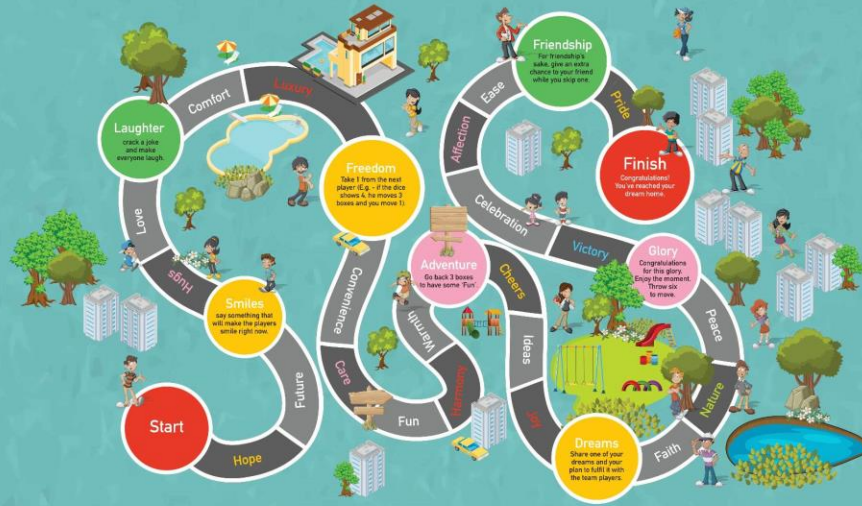 Start
Hope
Future
Smiles
say something that
will make the players
smile right now.
Hugs
Love
Laughter
crack a joke
and make
everyone laugh.
Comfort
Luxury
Freedom
Take 1 from the next
player (E.g. - if the dice
shows 4, he moves 3
boxes and you move 1).
Convenience
Care
Fun
Harmony
Warmth
Adventure
Go back 3 boxes
to have some 'Fun'.
Cheers
Ideas
Joy
Dreams
Share one of your
dreams and your
plan to fulfil it with
the team players.
Faith
Nature
Peace
Glory
Congratulations
for this glory.
Enjoy the moment.
Throw six
to move.
Victory
Celebration
Affection
Ease
Friendship
For friendship's
sake, give an extra
chance to your friend
while you skip one.
Pride
Finish
Congratulations!
You've reached your
dream home.